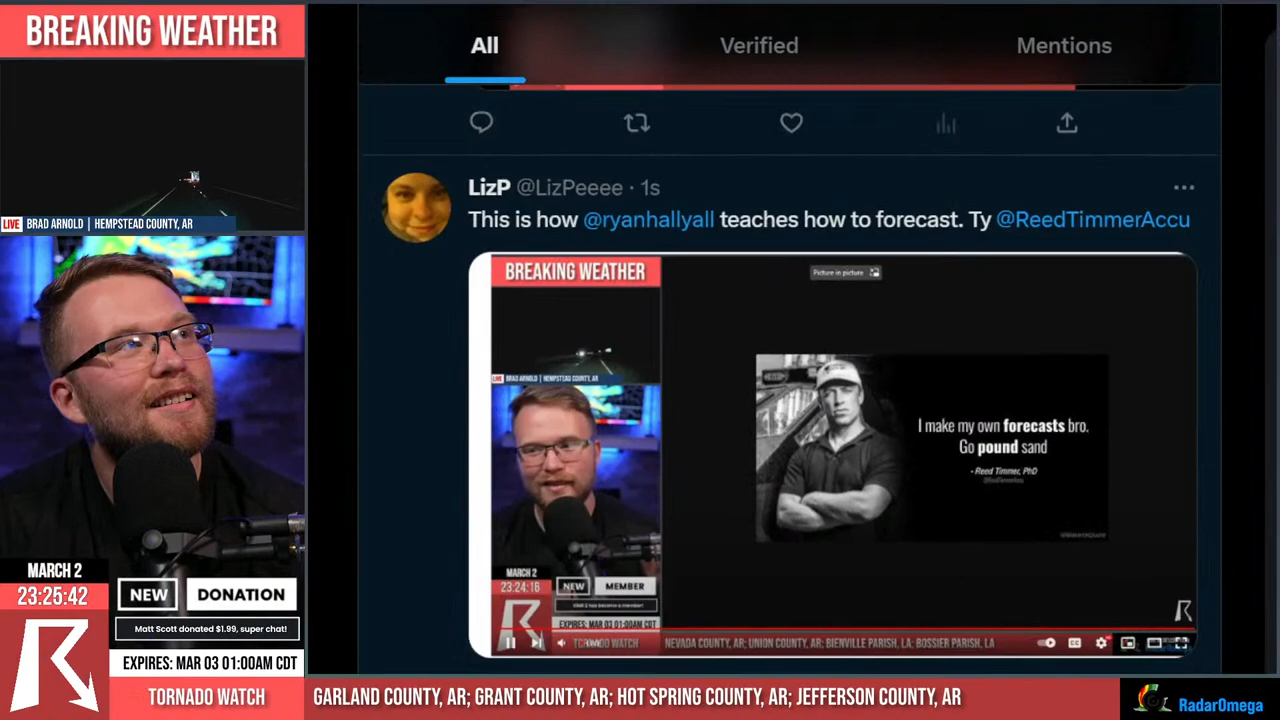 BREAKING WEATHER
LIVE BRAD ARNOLD | HEMPSTEAD COUNTY, AR
MARCH 2
23:25:42
NEW DONATION
Matt Scott donated $1.99, super chat!
EXPIRES: MAR 03 01:00AM CDT
TORNADO WATCH
GARLAND COUNTY, AR; GRANT COUNTY, AR; HOT SPRING COUNTY, AR; JEFFERSON COUNTY, AR
RadarOmega
All Verified Mentions
LizP @LizPeeee · 1s
This is how @ryanhallyall teaches how to forecast. Ty @ReedTimmerAccu
BREAKING WEATHER
Picture in picture
LIVE BRAD ARNOLD | HEMPSTEAD COUNTY, AR
I make my own forecasts bro.
Go pound sand
- Reed Timmer, PhD
MARCH 2
23:24:16
NEW MEMBER
EXPIRES: MAR 03 01:00AM CDT
TORNADO WATCH
NEVADA COUNTY, AR; UNION COUNTY, AR; BIENVILLE PARISH, LA; BOSSIER PARISH, LA